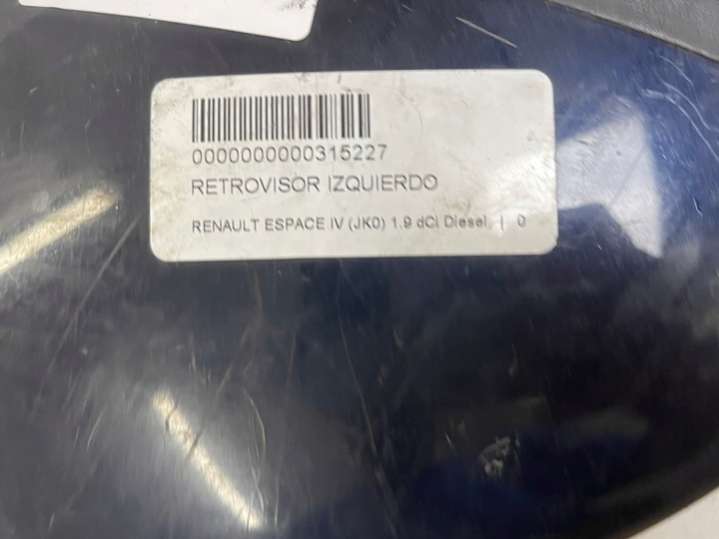 0000000000315227
RETROVISOR IZQUIERDO
RENAULT ESPACE IV (JK0) 1.9 dCi Diesel, | 0